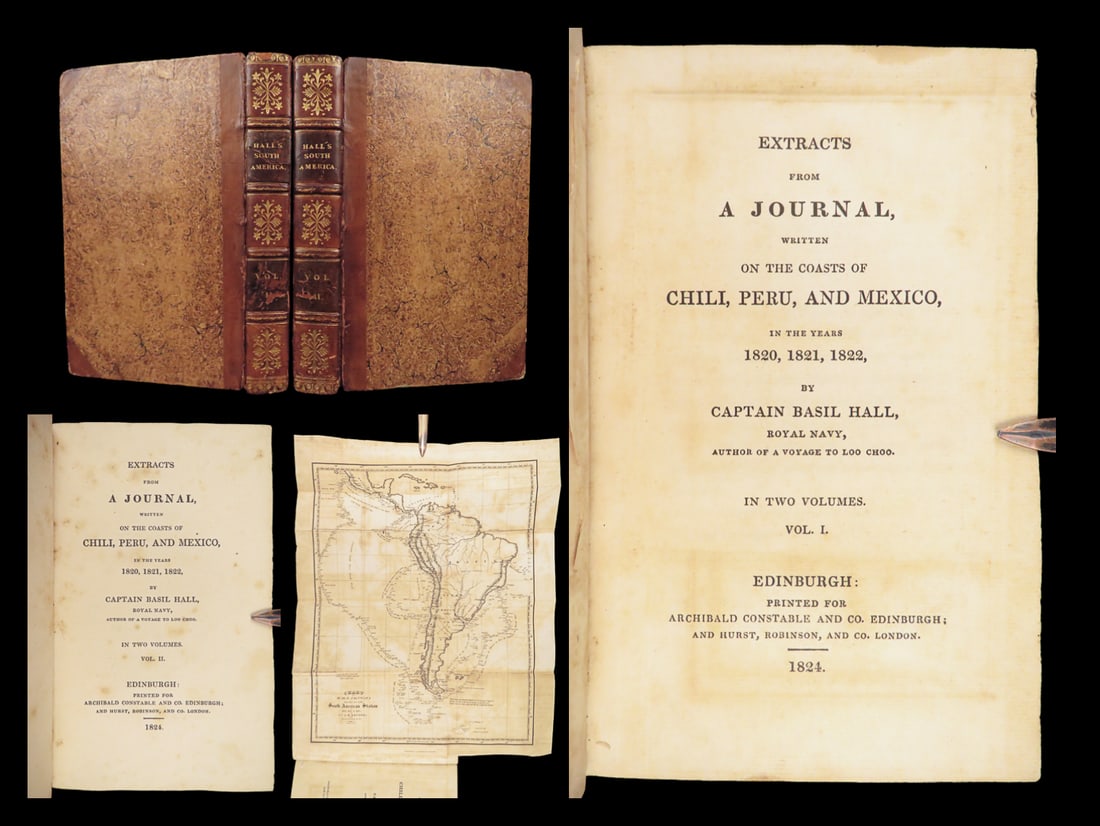 HALL'S
SOUTH
AMERICA.
VOL.
HALL'S
SOUTH
AMERICA.
VOL
II.
EXTRACTS
FROM
A JOURNAL,
WRITTEN
ON THE COASTS OF
CHILI, PERU, AND MEXICO,
IN THE YEARS
1820, 1821, 1822,
BY
CAPTAIN BASIL HALL,
ROYAL NAVY,
AUTHOR OF A VOYAGE TO LOO CHOO.
IN TWO VOLUMES.
VOL. II.
EDINBURGH:
PRINTED FOR
ARCHIBALD CONSTABLE AND CO. EDINBURGH;
AND HURST, ROBINSON, AND CO. LONDON.
1824.
CHART
South American States
EXTRACTS
FROM
A JOURNAL,
WRITTEN
ON THE COASTS OF
CHILI, PERU, AND MEXICO,
IN THE YEARS
1820, 1821, 1822,
BY
CAPTAIN BASIL HALL,
ROYAL NAVY,
AUTHOR OF A VOYAGE TO LOO CHOO.
IN TWO VOLUMES.
VOL. I.
EDINBURGH:
PRINTED FOR
ARCHIBALD CONSTABLE AND CO. EDINBURGH;
AND HURST, ROBINSON, AND CO. LONDON.
1824.